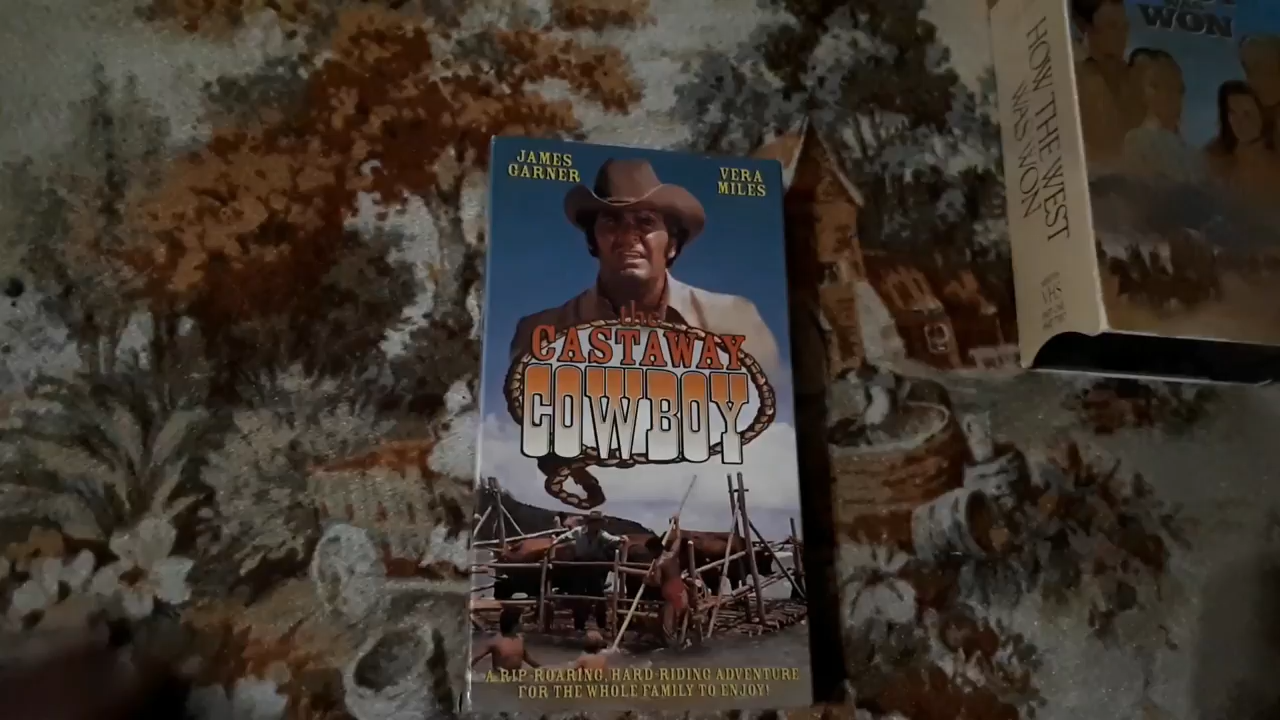 JAMES
GARNER
VERA
MILES
the
CASTAWAY
COWBOY
A RIP-ROARING, HARD-RIDING ADVENTURE
FOR THE WHOLE FAMILY TO ENJOY!
WON
HOW THE WEST
WAS WON
VHS